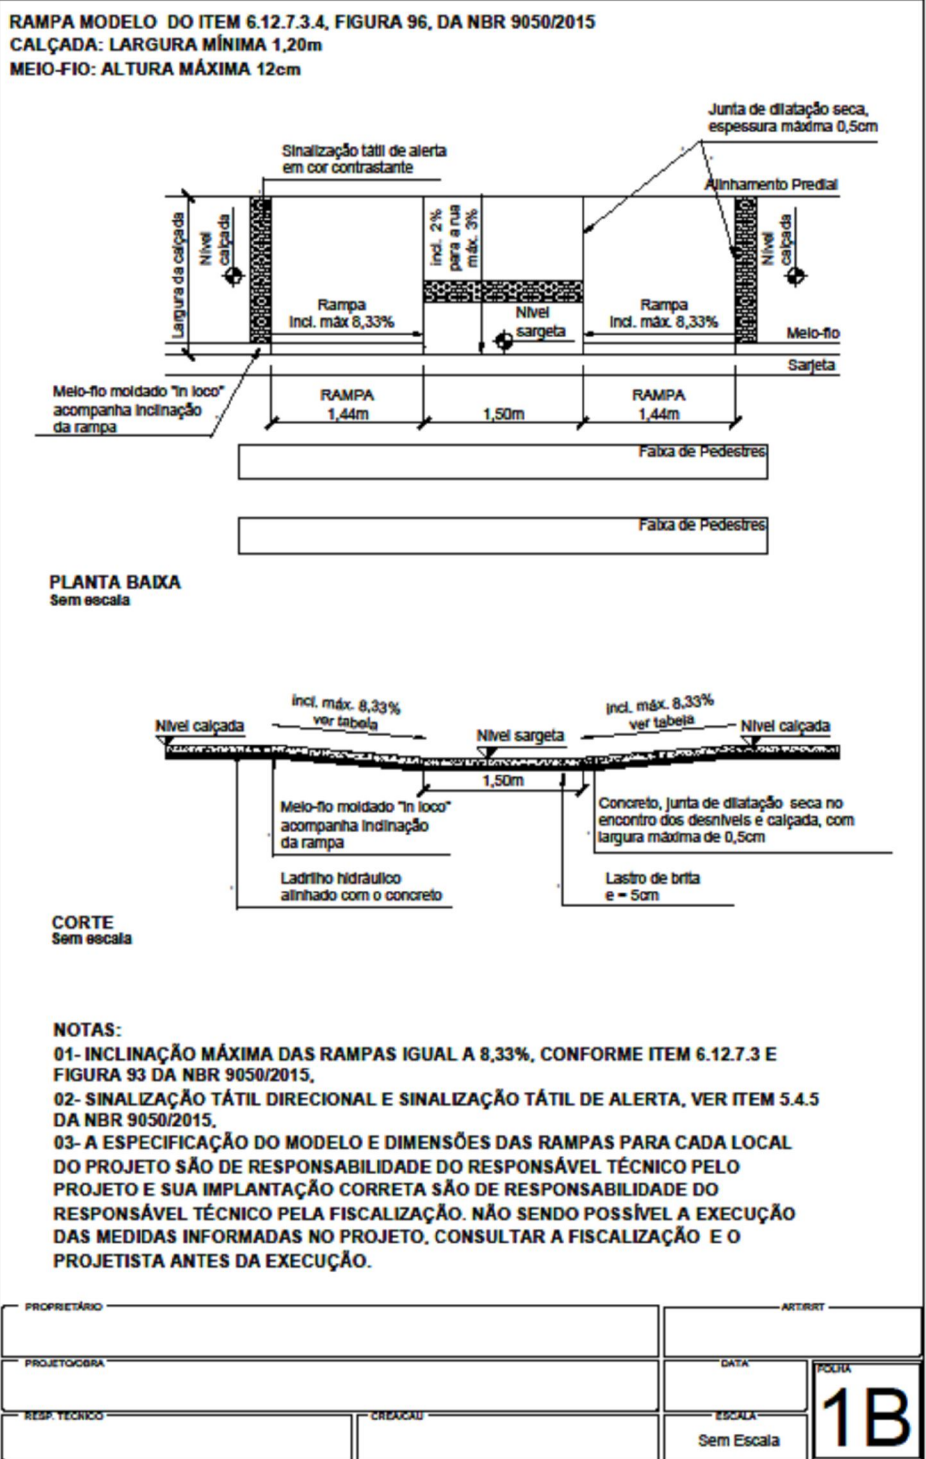 RAMPA MODELO DO ITEM 6.12.7.3.4, FIGURA 96, DA NBR 9050/2015
CALÇADA: LARGURA MÍNIMA 1,20m
MEIO-FIO: ALTURA MÁXIMA 12cm
Junta de dilatação seca,
espessura máxima 0,5cm
Sinalização tátil de alerta
em cor contrastante
Alinhamento Predial
Largura da calçada
Nível
calçada
incl. 2%
para a rua
máx. 3%
Nível
calçada
Rampa
Incl. máx 8,33%
Nível
sargeta
Rampa
Incl. máx. 8,33%
Meio-fio
Sarjeta
Meio-fio moldado "in loco"
acompanha inclinação
da rampa
RAMPA
1,44m
1,50m
RAMPA
1,44m
Faixa de Pedestres
Faixa de Pedestres
PLANTA BAIXA
Sem escala
incl. máx. 8,33%
ver tabela
incl. máx. 8,33%
ver tabela
Nível calçada
Nível sargeta
Nível calçada
1,50m
Meio-fio moldado "in loco"
acompanha inclinação
da rampa
Concreto, junta de dilatação seca no
encontro dos desníveis e calçada, com
largura máxima de 0,5cm
Ladrilho hidráulico
alinhado com o concreto
Lastro de brita
e = 5cm
CORTE
Sem escala
NOTAS:
01- INCLINAÇÃO MÁXIMA DAS RAMPAS IGUAL A 8,33%, CONFORME ITEM 6.12.7.3 E
FIGURA 93 DA NBR 9050/2015,
02- SINALIZAÇÃO TÁTIL DIRECIONAL E SINALIZAÇÃO TÁTIL DE ALERTA, VER ITEM 5.4.5
DA NBR 9050/2015,
03- A ESPECIFICAÇÃO DO MODELO E DIMENSÕES DAS RAMPAS PARA CADA LOCAL
DO PROJETO SÃO DE RESPONSABILIDADE DO RESPONSÁVEL TÉCNICO PELO
PROJETO E SUA IMPLANTAÇÃO CORRETA SÃO DE RESPONSABILIDADE DO
RESPONSÁVEL TÉCNICO PELA FISCALIZAÇÃO. NÃO SENDO POSSÍVEL A EXECUÇÃO
DAS MEDIDAS INFORMADAS NO PROJETO, CONSULTAR A FISCALIZAÇÃO E O
PROJETISTA ANTES DA EXECUÇÃO.
PROPRIETÁRIO
ART/RRT
PROJETO/OBRA
DATA
FOLHA
1B
RESP. TECNICO
CREA/CAU
ESCALA
Sem Escala